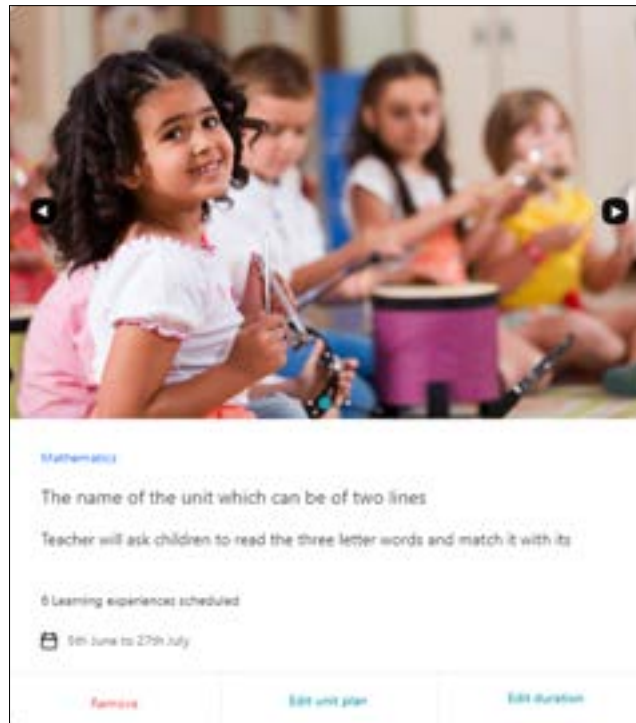 Mathematics
The name of the unit which can be of two lines
Teacher will ask children to read the three letter words and match it with its
6 Learning experiences scheduled
5th June to 27th July
Remove
Edit unit plan
Edit duration